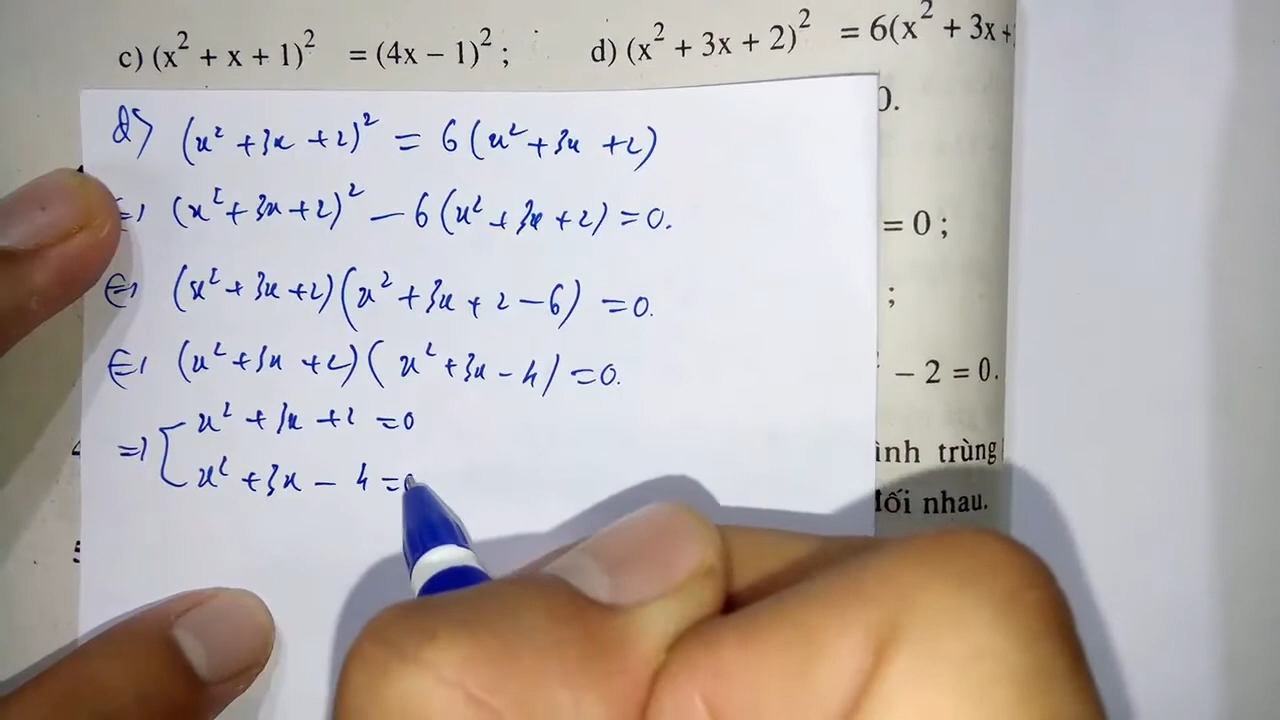 c) (x² + x + 1)² = (4x – 1)² ; d) (x² + 3x + 2)² = 6(x² + 3x +
0.
d) (x² + 3x + 2)² = 6(x² + 3x + 2)
⇔ (x² + 3x + 2)² – 6(x² + 3x + 2) = 0.
= 0 ;
⇔ (x² + 3x + 2)(x² + 3x + 2 – 6) = 0.
;
⇔ (x² + 3x + 2)(x² + 3x – 4) = 0.
– 2 = 0.
⇒ [ x² + 3x + 2 = 0
x² + 3x – 4 = 0
ình trùng
đối nhau.